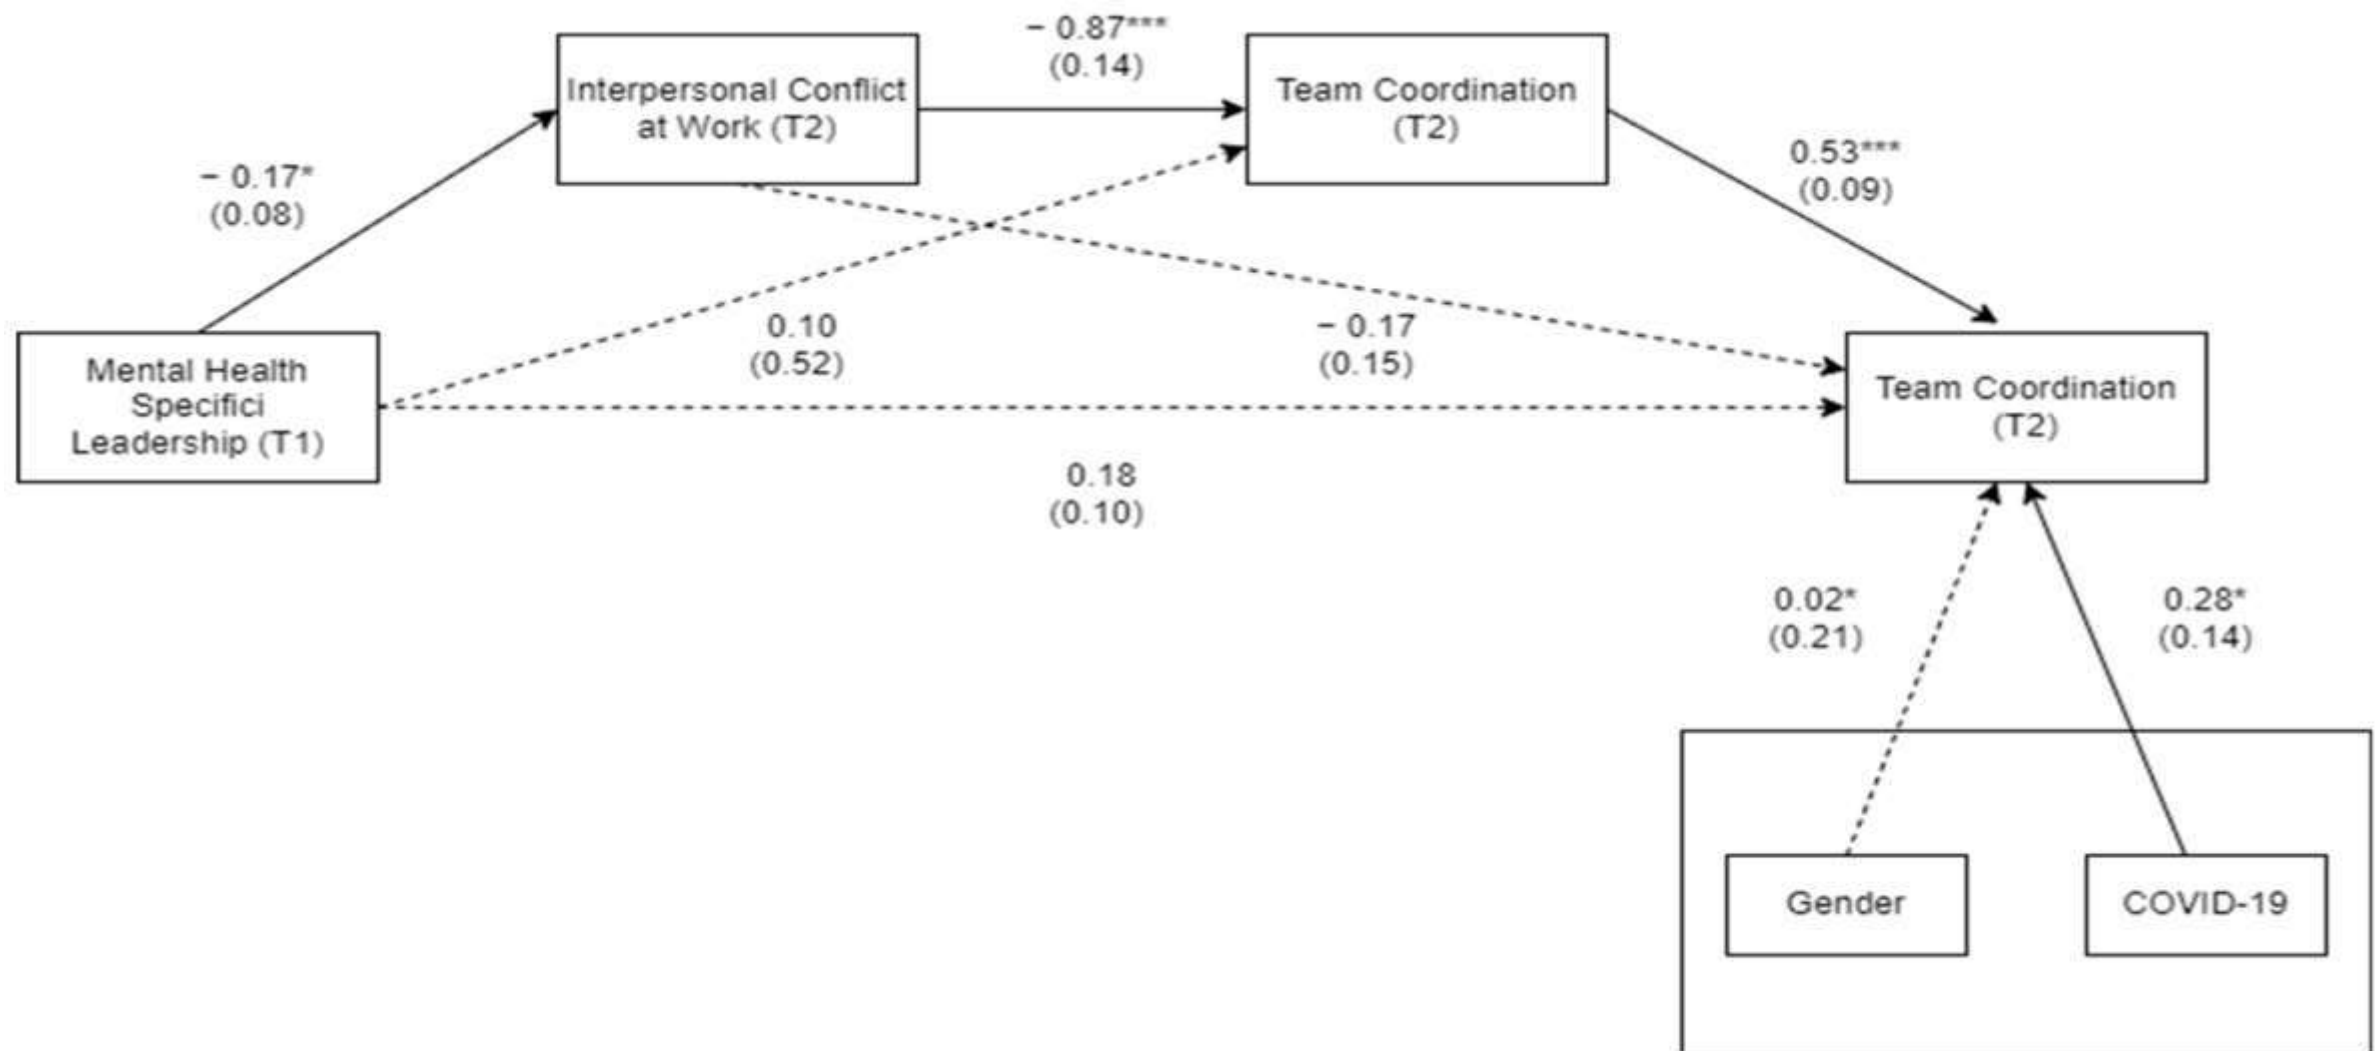 − 0.87***
(0.14)
Interpersonal Conflict
at Work (T2)
Team Coordination
(T2)
− 0.17*
(0.08)
0.53***
(0.09)
Mental Health
Specifici
Leadership (T1)
0.10
(0.52)
− 0.17
(0.15)
Team Coordination
(T2)
0.18
(0.10)
0.02*
(0.21)
0.28*
(0.14)
Gender
COVID-19